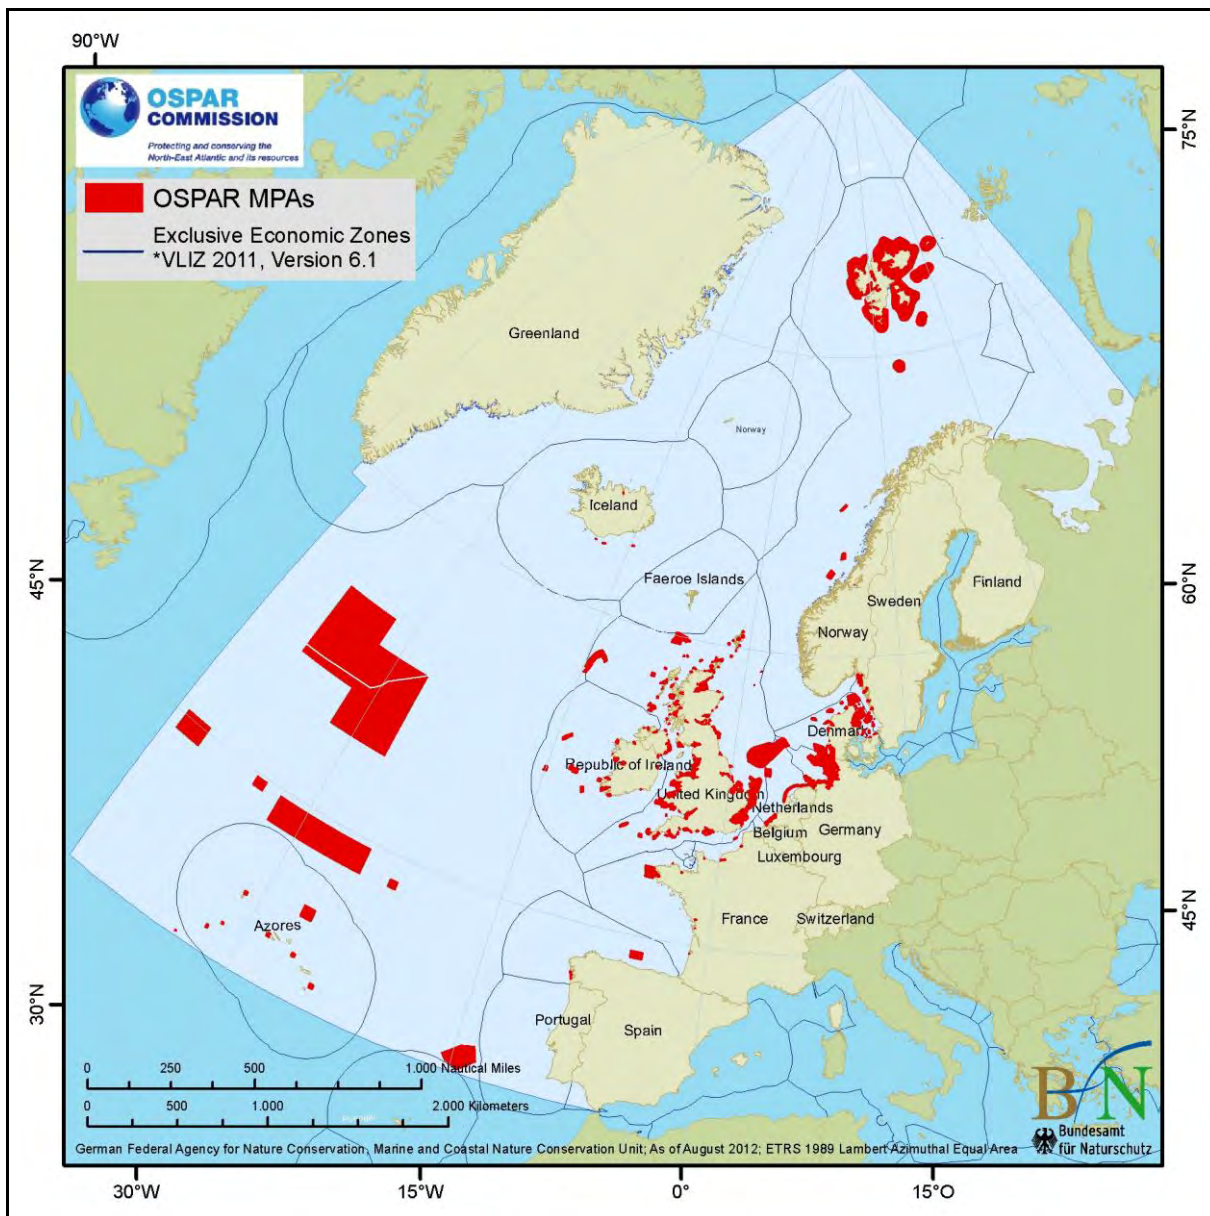 90°W
OSPAR
COMMISSION
Protecting and conserving the
North-East Atlantic and its resources
OSPAR MPAs
Exclusive Economic Zones
*VLIZ 2011, Version 6.1
75°N
Greenland
Norway
Iceland
45°N
Faeroe Islands
60°N
Finland
Sweden
Norway
Denmark
Republic of Ireland
United Kingdom
Netherlands
Belgium
Germany
Luxembourg
45°N
France
Switzerland
Azores
30°N
Portugal
Spain
0 250 500 1.000 Nautical Miles
0 500 1.000 2.000 Kilometers
BfN
Bundesamt
für Naturschutz
German Federal Agency for Nature Conservation, Marine and Coastal Nature Conservation Unit; As of August 2012; ETRS 1989 Lambert Azimuthal Equal Area
30°W
15°W
0°
15°O